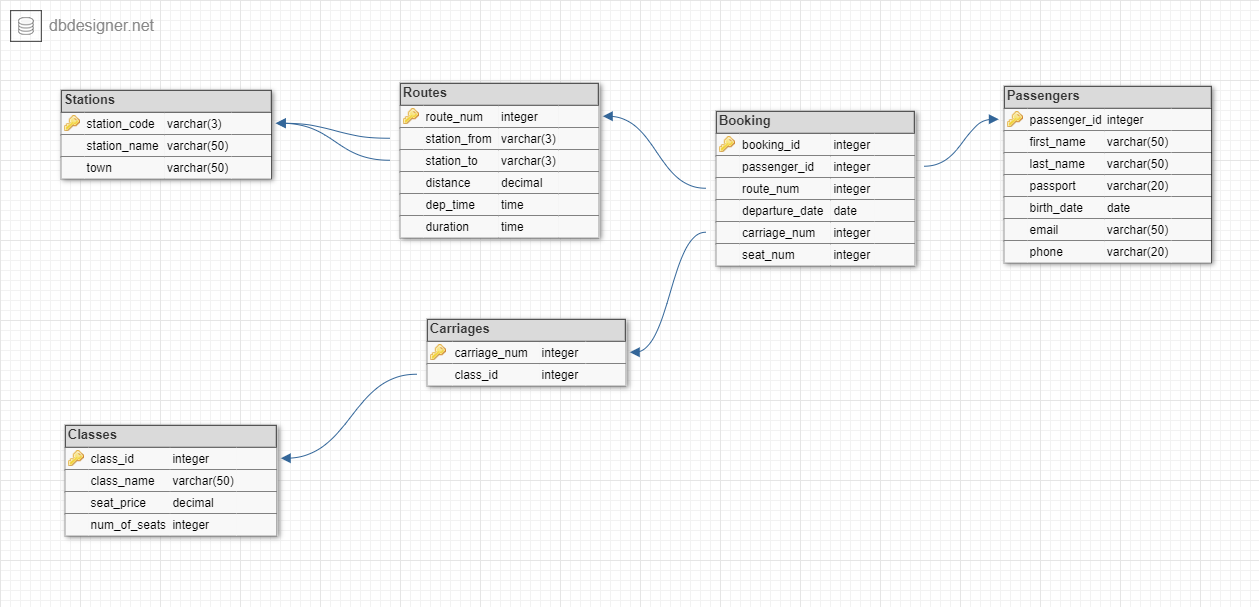 dbdesigner.net
Stations
station_code varchar(3)
station_name varchar(50)
town varchar(50)
Routes
route_num integer
station_from varchar(3)
station_to varchar(3)
distance decimal
dep_time time
duration time
Booking
booking_id integer
passenger_id integer
route_num integer
departure_date date
carriage_num integer
seat_num integer
Passengers
passenger_id integer
first_name varchar(50)
last_name varchar(50)
passport varchar(20)
birth_date date
email varchar(50)
phone varchar(20)
Carriages
carriage_num integer
class_id integer
Classes
class_id integer
class_name varchar(50)
seat_price decimal
num_of_seats integer